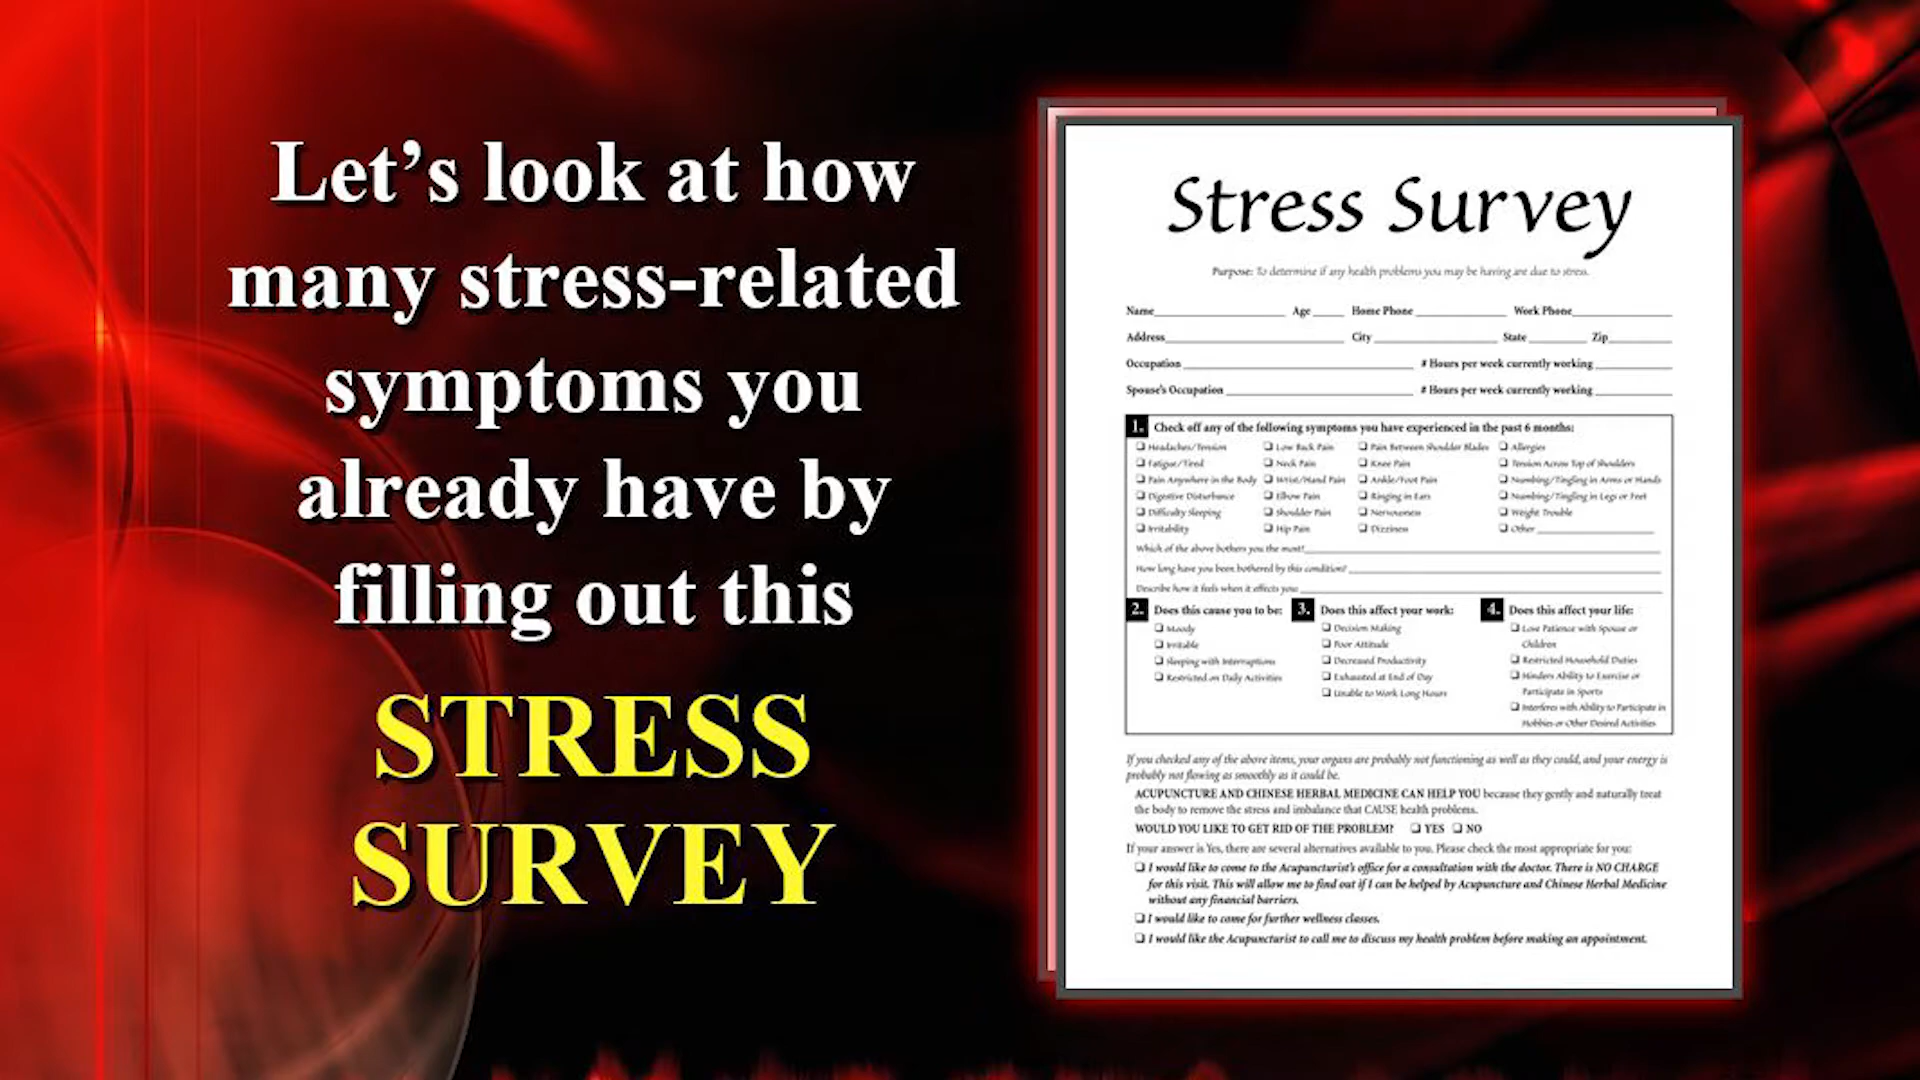 Let's look at how
many stress-related
symptoms you
already have by
filling out this
STRESS
SURVEY
Stress Survey
Purpose: To determine if any health problems you may be having are due to stress.
Name Age Home Phone Work Phone
Address City State Zip
Occupation # Hours per week currently working
Spouse's Occupation # Hours per week currently working
1. Check off any of the following symptoms you have experienced in the past 6 months:
Headaches/Tension Low Back Pain Pain Between Shoulder Blades Allergies
Fatigue/Tired Neck Pain Knee Pain Tension Across Top of Shoulders
Pain Anywhere in the Body Wrist/Hand Pain Ankle/Foot Pain Numbing/Tingling in Arms or Hands
Digestive Disturbance Elbow Pain Ringing in Ears Numbing/Tingling in Legs or Feet
Difficulty Sleeping Shoulder Pain Nervousness Weight Trouble
Irritability Hip Pain Dizziness Other
Which of the above bothers you the most?
How long have you been bothered by this condition?
Describe how it feels when it effects you:
2. Does this cause you to be:
Moody
Irritable
Sleeping with Interruptions
Restricted on Daily Activities
3. Does this affect your work:
Decision Making
Poor Attitude
Decreased Productivity
Exhausted at End of Day
Unable to Work Long Hours
4. Does this affect your life:
Lose Patience with Spouse or
Children
Restricted Household Duties
Hinders Ability to Exercise or
Participate in Sports
Interferes with Ability to Participate in
Hobbies or Other Desired Activities
If you checked any of the above items, your organs are probably not functioning as well as they could, and your energy is
probably not flowing as smoothly as it could be.
ACUPUNCTURE AND CHINESE HERBAL MEDICINE CAN HELP YOU because they gently and naturally treat
the body to remove the stress and imbalance that CAUSE health problems.
WOULD YOU LIKE TO GET RID OF THE PROBLEM? YES NO
If your answer is Yes, there are several alternatives available to you. Please check the most appropriate for you:
I would like to come to the Acupuncturist's office for a consultation with the doctor. There is NO CHARGE
for this visit. This will allow me to find out if I can be helped by Acupuncture and Chinese Herbal Medicine
without any financial barriers.
I would like to come for further wellness classes.
I would like the Acupuncturist to call me to discuss my health problem before making an appointment.